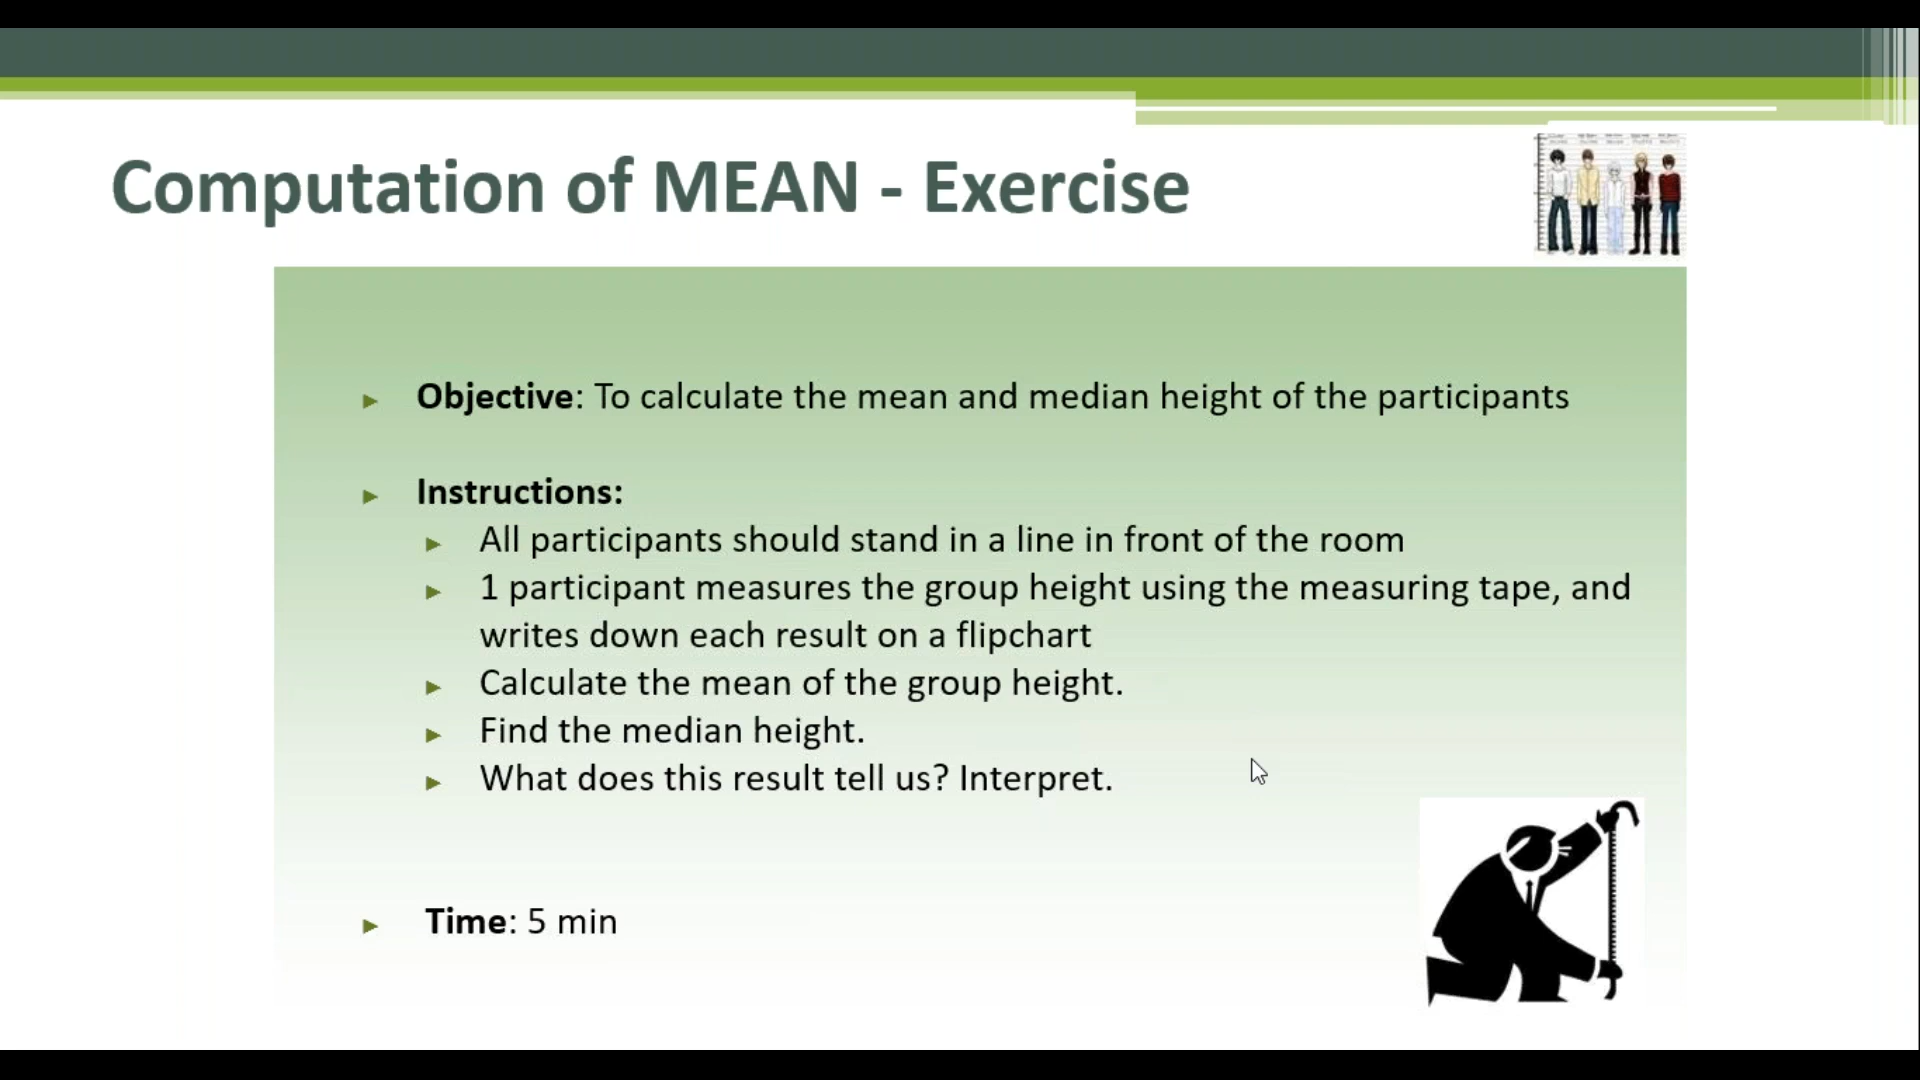 Computation of MEAN - Exercise
Objective: To calculate the mean and median height of the participants
Instructions:
All participants should stand in a line in front of the room
1 participant measures the group height using the measuring tape, and
writes down each result on a flipchart
Calculate the mean of the group height.
Find the median height.
What does this result tell us? Interpret.
Time: 5 min